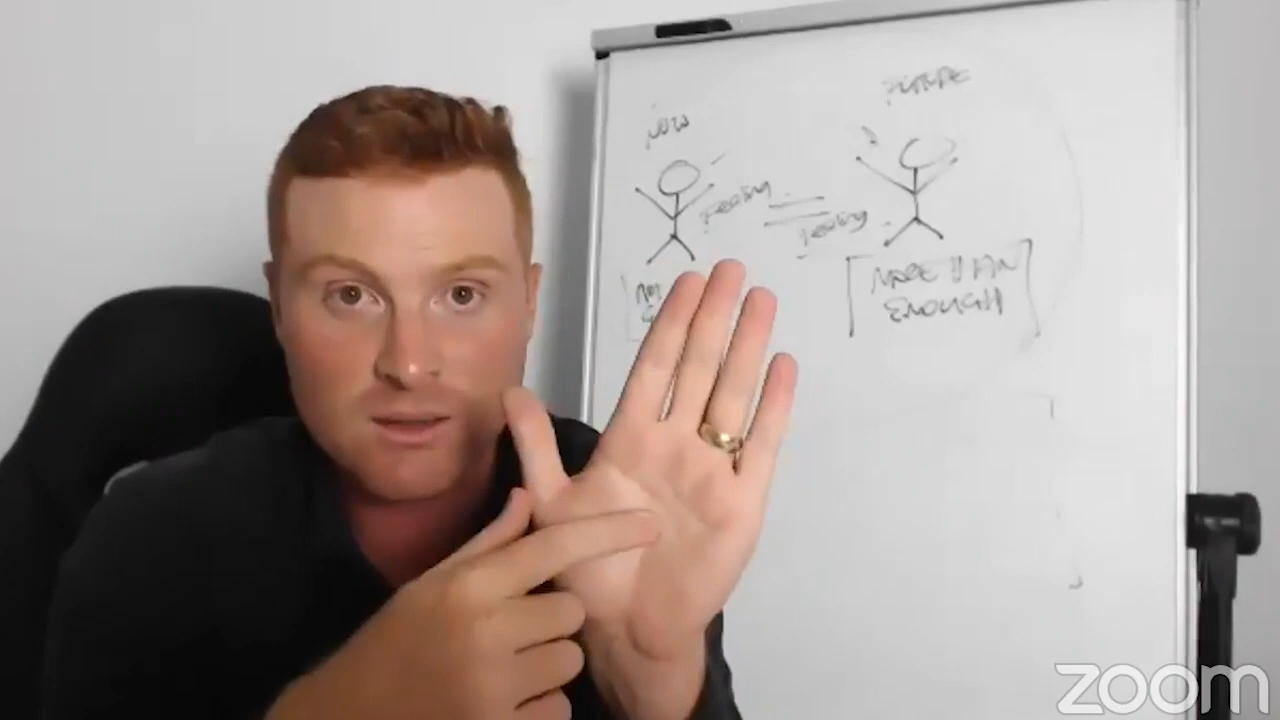 NOW
FUTURE
Feeling
feeling
MORE THAN
ENOUGH
zoom